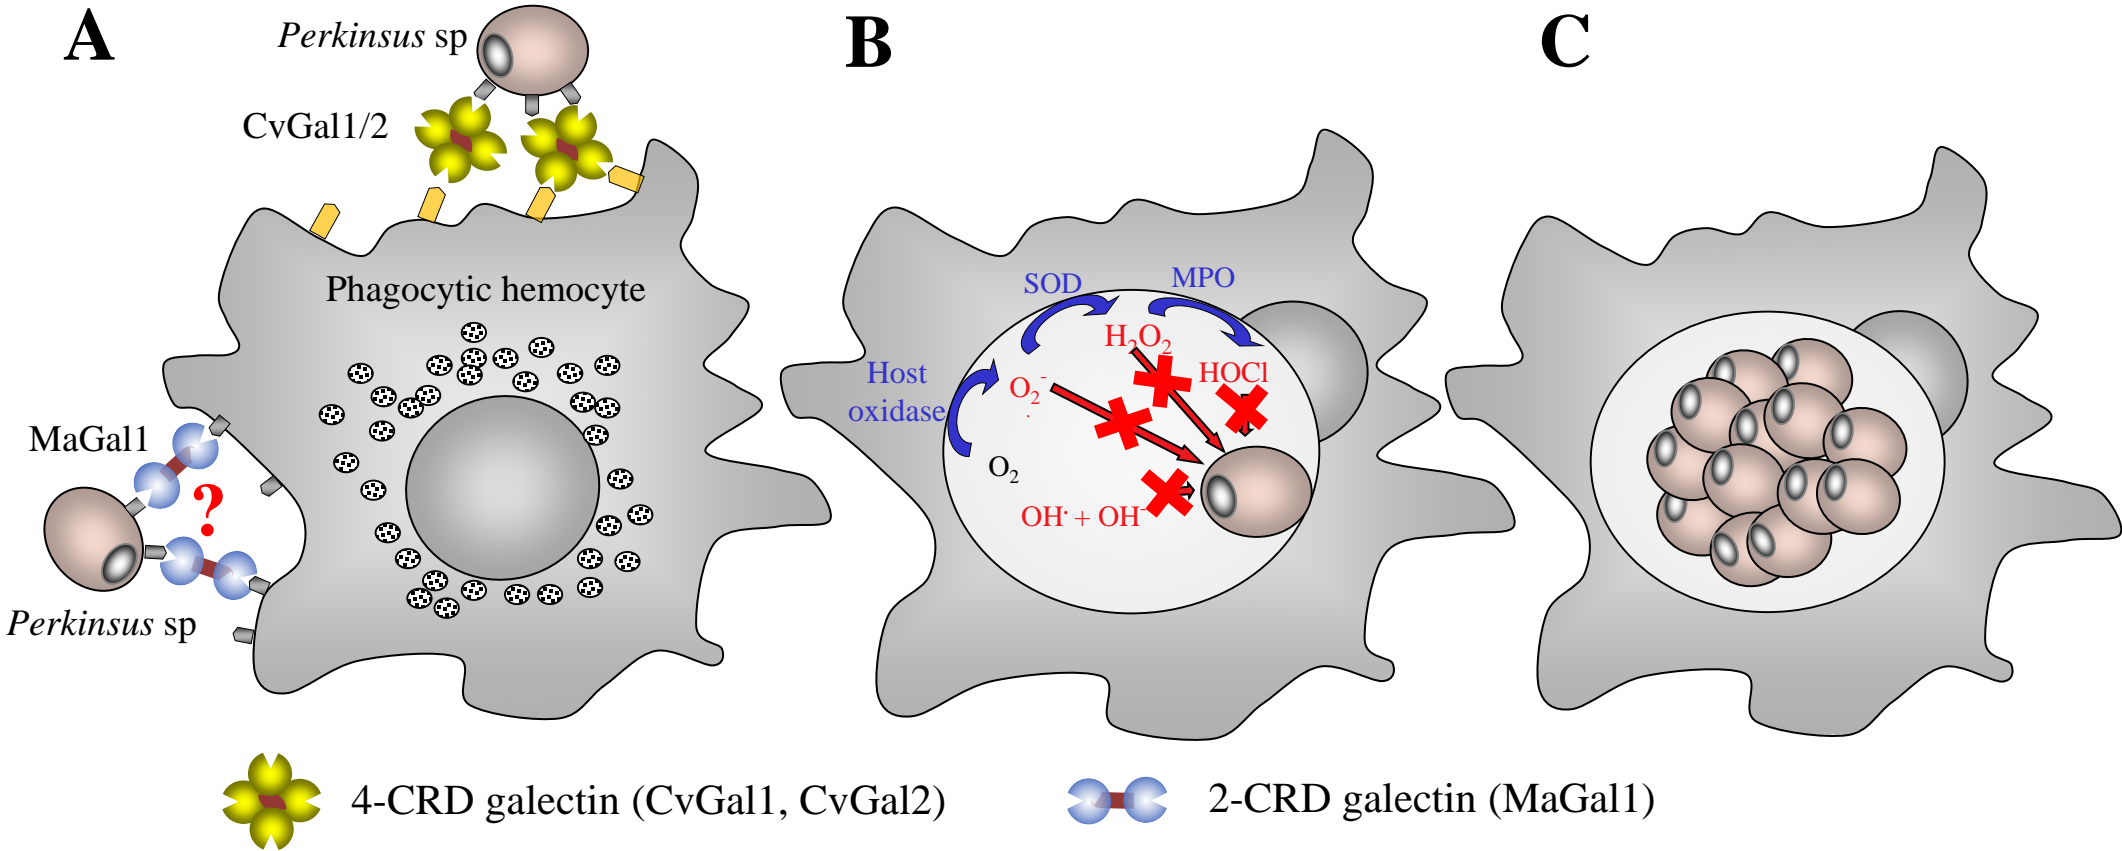 A
Perkinsus sp
CvGal1/2
Phagocytic hemocyte
MaGal1
?
Perkinsus sp
B
SOD
MPO
H₂O₂
Host
oxidase
O₂⁻
.
HOCl
O₂
OH· + OH⁻
C
4-CRD galectin (CvGal1, CvGal2)
2-CRD galectin (MaGal1)